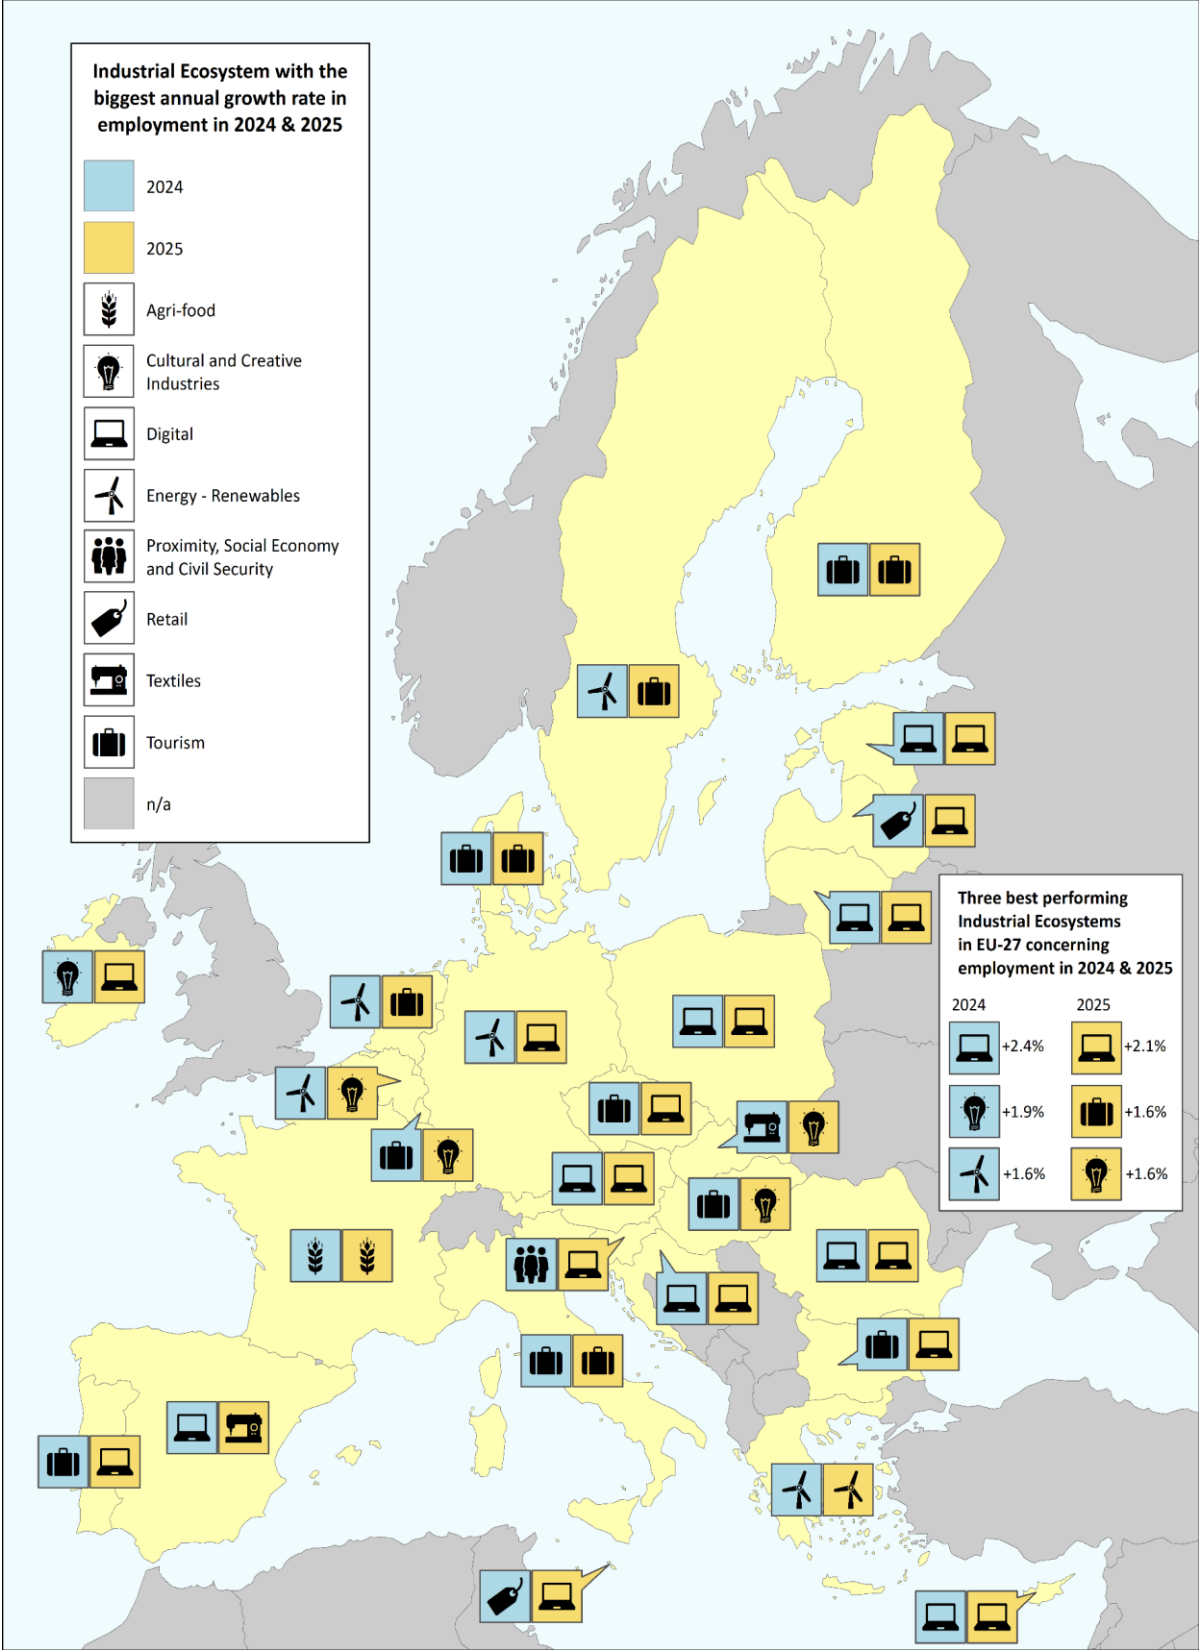 Industrial Ecosystem with the
biggest annual growth rate in
employment in 2024 & 2025
2024
2025
Agri-food
Cultural and Creative
Industries
Digital
Energy - Renewables
Proximity, Social Economy
and Civil Security
Retail
Textiles
Tourism
n/a
Three best performing
Industrial Ecosystems
in EU-27 concerning
employment in 2024 & 2025
2024 2025
+2.4% +2.1%
+1.9% +1.6%
+1.6% +1.6%